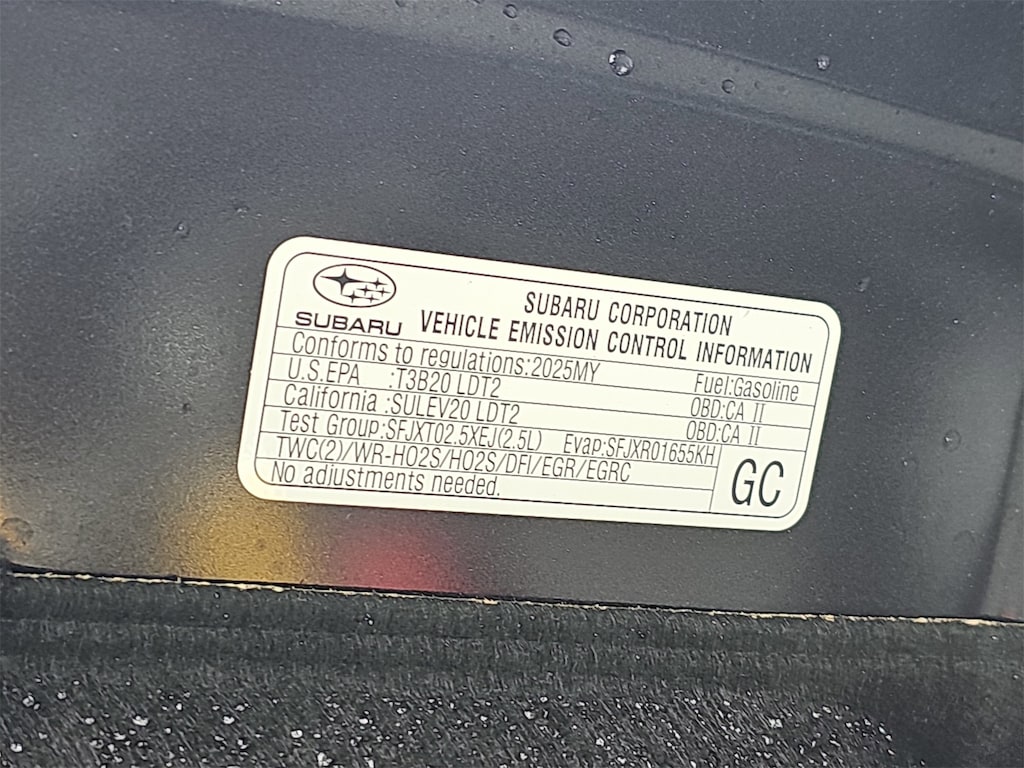 SUBARU
SUBARU CORPORATION
VEHICLE EMISSION CONTROL INFORMATION
Conforms to regulations:2025MY Fuel:Gasoline
U.S.EPA :T3B20 LDT2 OBD:CA II
California :SULEV20 LDT2 OBD:CA II
Test Group:SFJXT02.5XEJ(2.5L) Evap:SFJXR01655KH
TWC(2)/WR-HO2S/HO2S/DFI/EGR/EGRC
No adjustments needed.
GC